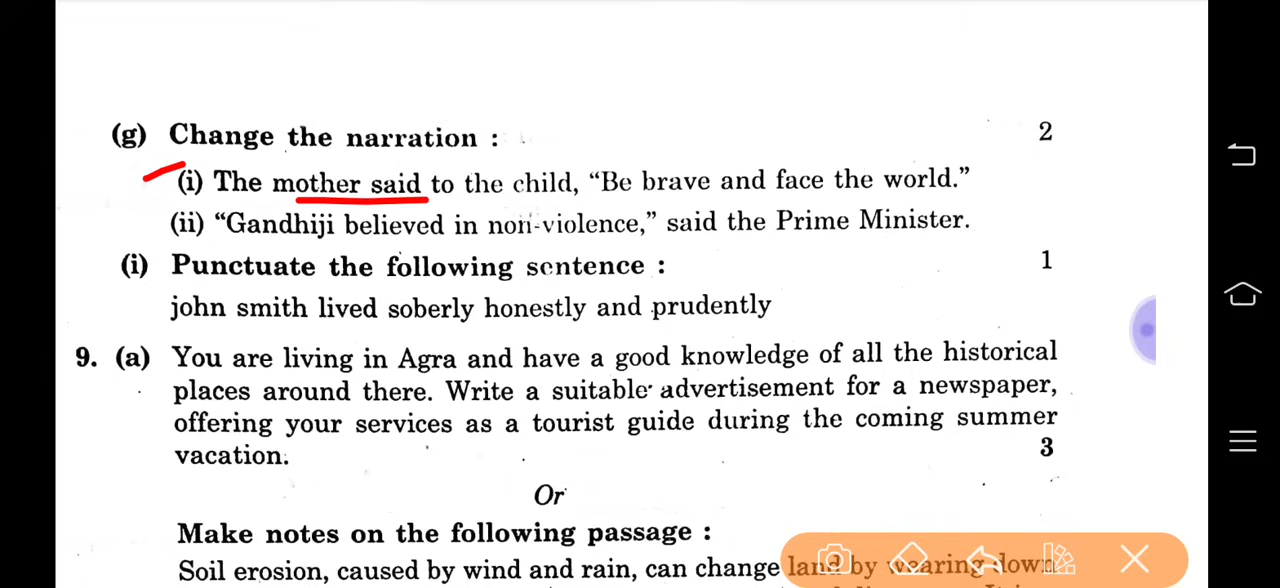 (g) Change the narration : 2
(i) The mother said to the child, “Be brave and face the world.”
(ii) “Gandhiji believed in non-violence,” said the Prime Minister.
(i) Punctuate the following sentence : 1
john smith lived soberly honestly and prudently
9. (a) You are living in Agra and have a good knowledge of all the historical
places around there. Write a suitable advertisement for a newspaper,
offering your services as a tourist guide during the coming summer
vacation. 3
Or
Make notes on the following passage :
Soil erosion, caused by wind and rain, can change land by wearing down